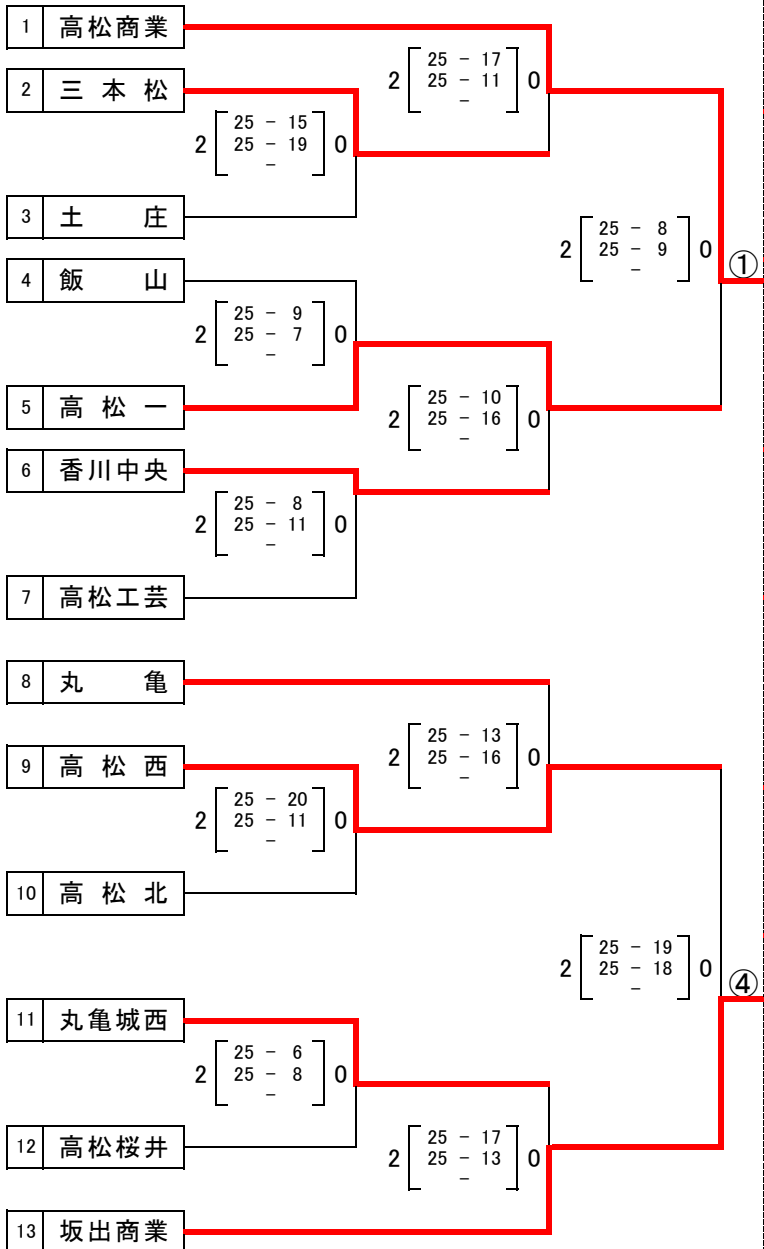 1 高松商業
2 三本松
3 土庄
4 飯山
5 高松一
6 香川中央
7 高松工芸
8 丸亀
9 高松西
10 高松北
11 丸亀城西
12 高松桜井
13 坂出商業
2 25 - 15 0
25 - 19
-
2 25 - 9 0
25 - 7
-
2 25 - 8 0
25 - 11
-
2 25 - 20 0
25 - 11
-
2 25 - 6 0
25 - 8
-
2 25 - 17 0
25 - 11
-
2 25 - 10 0
25 - 16
-
2 25 - 13 0
25 - 16
-
2 25 - 17 0
25 - 13
-
2 25 - 8 0
25 - 9
-
①
2 25 - 19 0
25 - 18
-
④